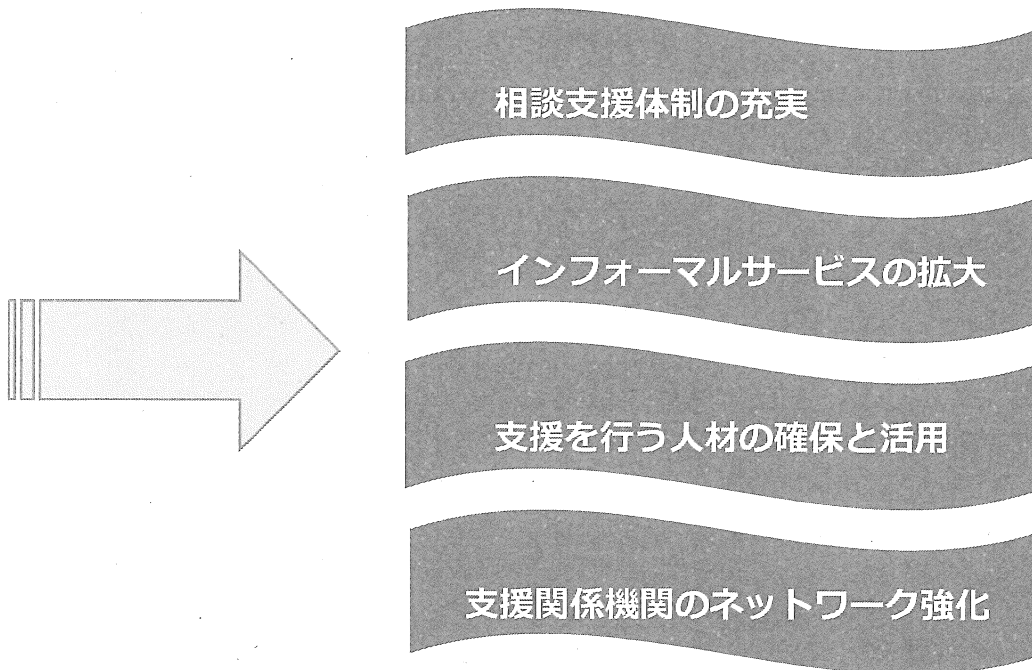 相談支援体制の充実
インフォーマルサービスの拡大
支援を行う人材の確保と活用
支援関係機関のネットワーク強化